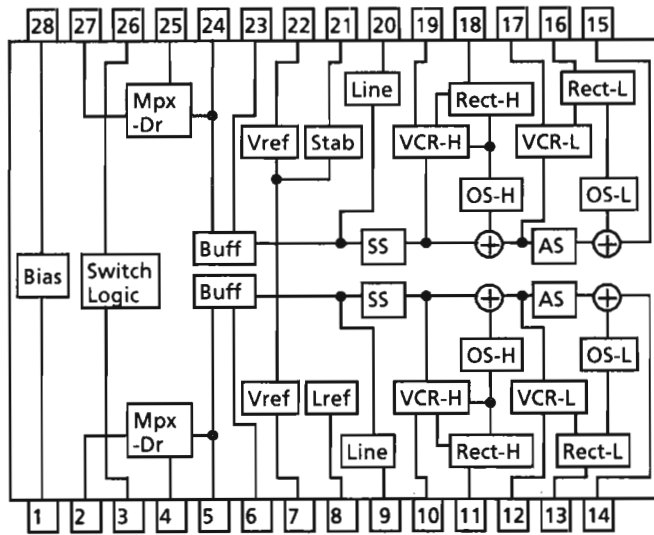 28 27 26 25 24 23 22 21 20 19 18 17 16 15
Mpx
-Dr
Line
Rect-H
Rect-L
Vref
Stab
VCR-H
VCR-L
OS-H
OS-L
Buff
SS
AS
Bias
Switch
Logic
Buff
SS
AS
OS-H
OS-L
Vref
Lref
VCR-H
VCR-L
Mpx
-Dr
Line
Rect-H
Rect-L
1 2 3 4 5 6 7 8 9 10 11 12 13 14